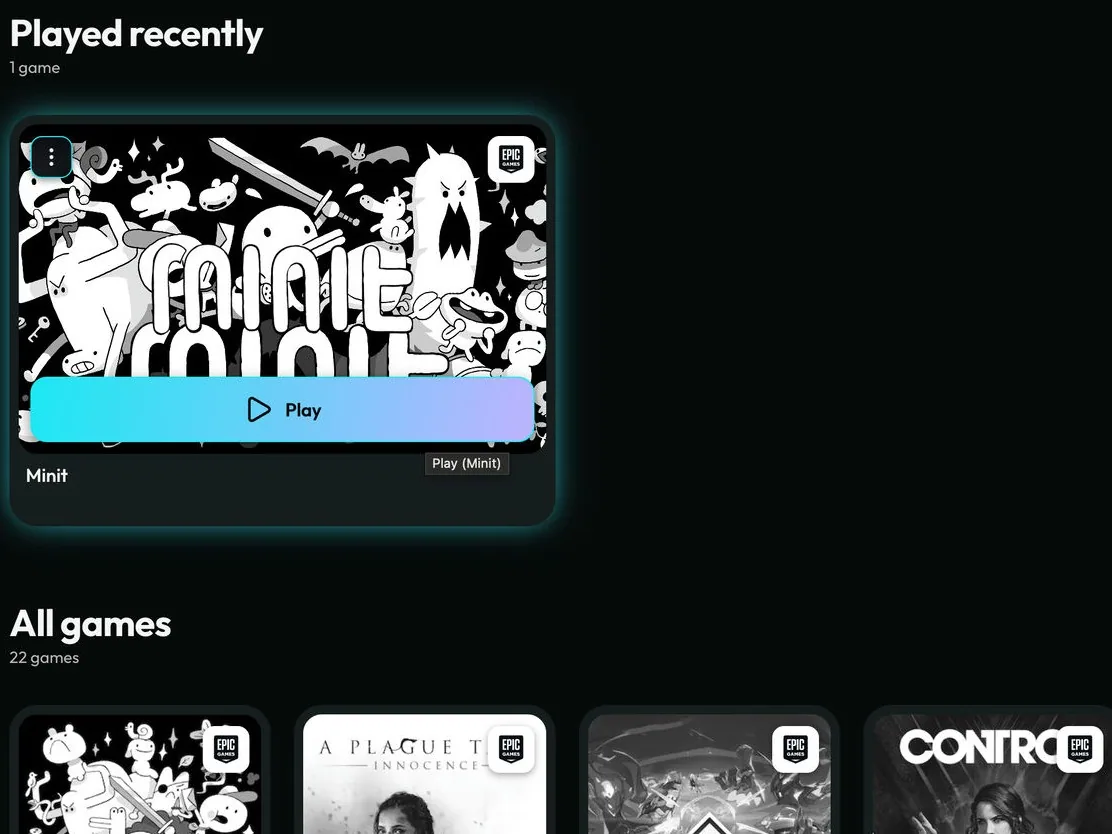 Played recently
1 game
EPIC
GAMES
MINIT
Play
Play (Minit)
Minit
All games
22 games
EPIC
GAMES
A PLAGUE T
INNOCENCE
EPIC
GAMES
EPIC
GAMES
CONTRO
EPIC
GAMES